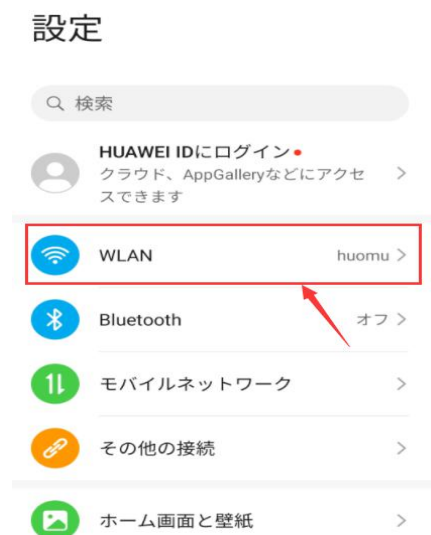 設定
検索
HUAWEI IDにログイン
クラウド、AppGalleryなどにアクセ
スできます
WLAN huomu
Bluetooth オフ
モバイルネットワーク
その他の接続
ホーム画面と壁紙